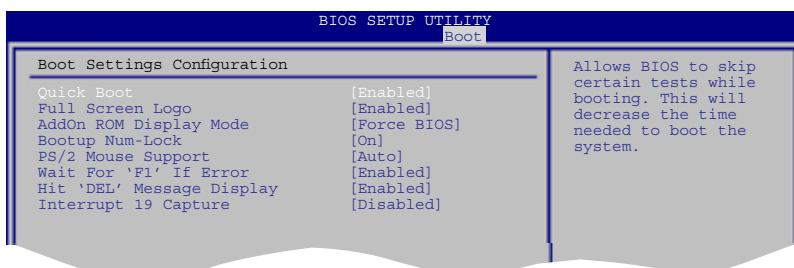 BIOS SETUP UTILITY
Boot
Boot Settings Configuration
Quick Boot [Enabled]
Full Screen Logo [Enabled]
AddOn ROM Display Mode [Force BIOS]
Bootup Num-Lock [On]
PS/2 Mouse Support [Auto]
Wait For ‘F1’ If Error [Enabled]
Hit ‘DEL’ Message Display [Enabled]
Interrupt 19 Capture [Disabled]
Allows BIOS to skip
certain tests while
booting. This will
decrease the time
needed to boot the
system.